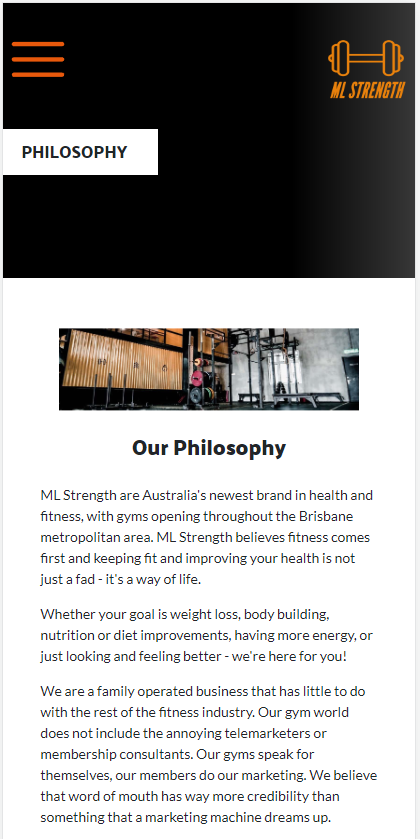 ML STRENGTH
PHILOSOPHY
Our Philosophy
ML Strength are Australia's newest brand in health and
fitness, with gyms opening throughout the Brisbane
metropolitan area. ML Strength believes fitness comes
first and keeping fit and improving your health is not
just a fad - it's a way of life.
Whether your goal is weight loss, body building,
nutrition or diet improvements, having more energy, or
just looking and feeling better - we're here for you!
We are a family operated business that has little to do
with the rest of the fitness industry. Our gym world
does not include the annoying telemarketers or
membership consultants. Our gyms speak for
themselves, our members do our marketing. We believe
that word of mouth has way more credibility than
something that a marketing machine dreams up.